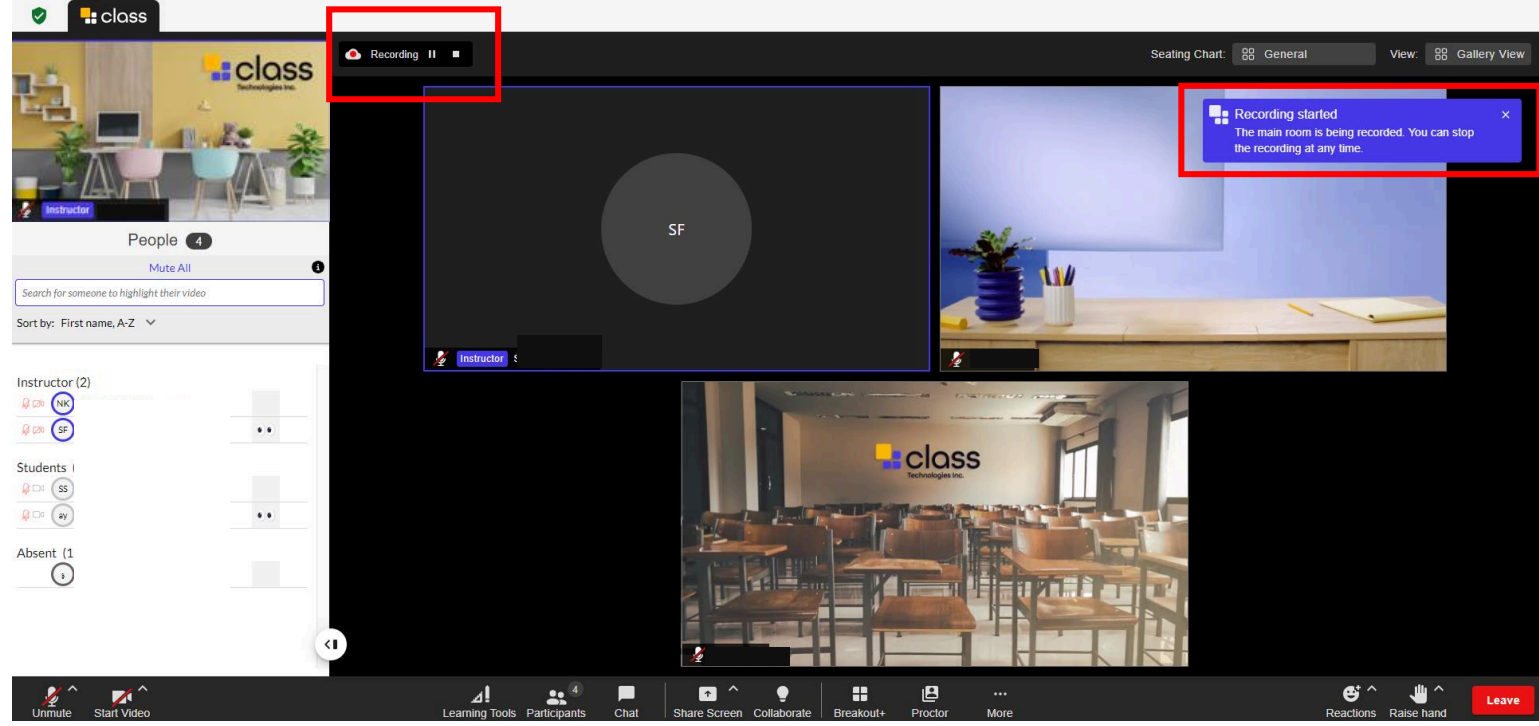 class
Recording
Seating Chart: General View: Gallery View
class
Technologies Inc.
Instructor
Recording started
The main room is being recorded. You can stop
the recording at any time.
SF
Instructor
class
Technologies Inc.
People 4
Mute All
Search for someone to highlight their video
Sort by: First name, A-Z
Instructor (2)
NK
SF
Students
SS
ay
Absent (1
Unmute
Start Video
Learning Tools
Participants 4
Chat
Share Screen
Collaborate
Breakout+
Proctor
More
Reactions
Raise hand
Leave